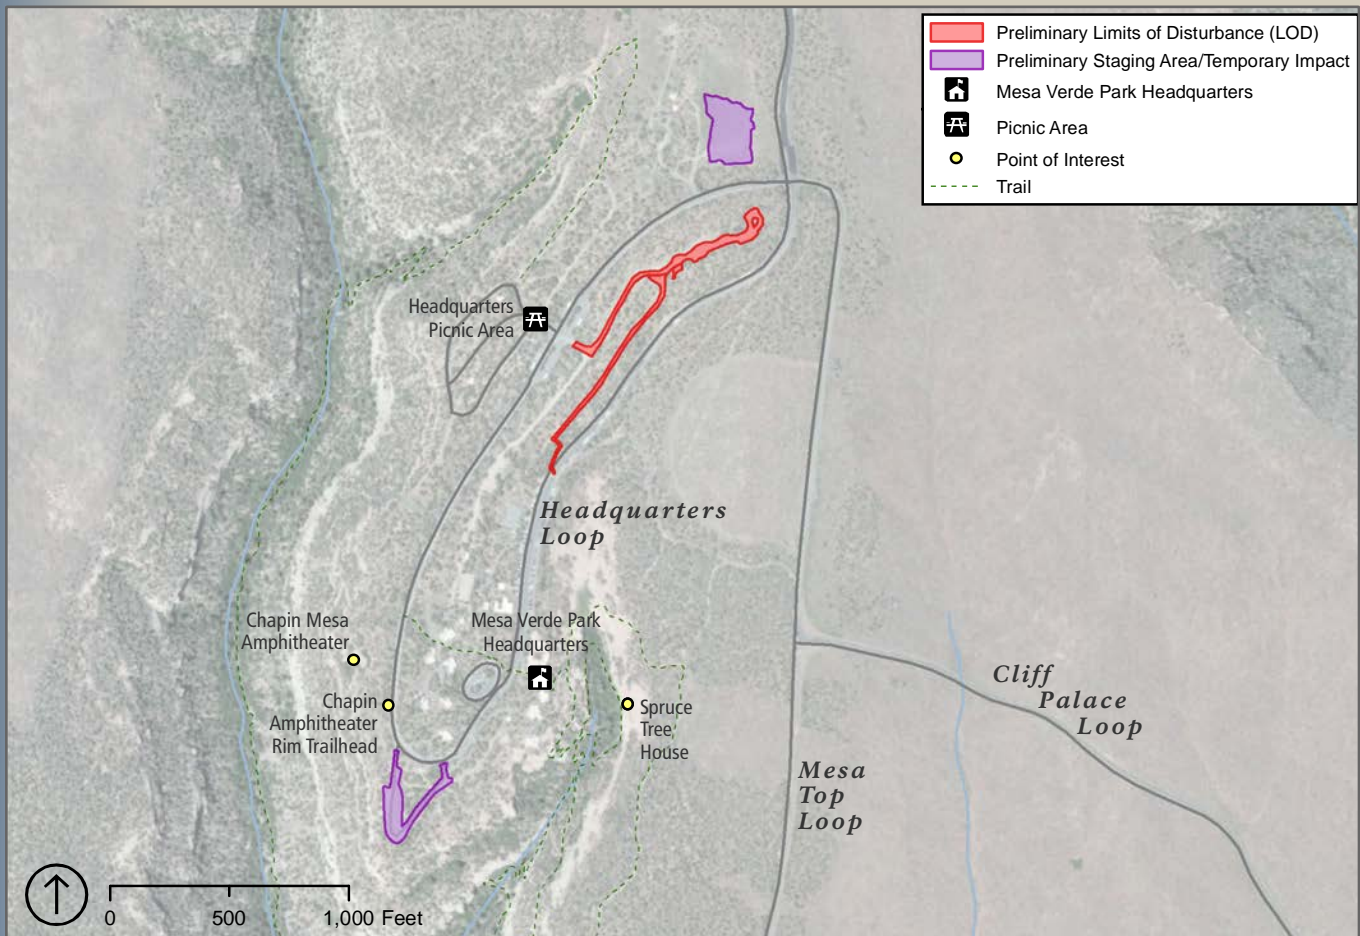 Preliminary Limits of Disturbance (LOD)
Preliminary Staging Area/Temporary Impact
Mesa Verde Park Headquarters
Picnic Area
Point of Interest
Trail
Headquarters
Picnic Area
Headquarters
Loop
Chapin Mesa
Amphitheater
Mesa Verde Park
Headquarters
Chapin
Amphitheater
Rim Trailhead
Spruce
Tree
House
Cliff
Palace
Loop
Mesa
Top
Loop
0 500 1,000 Feet